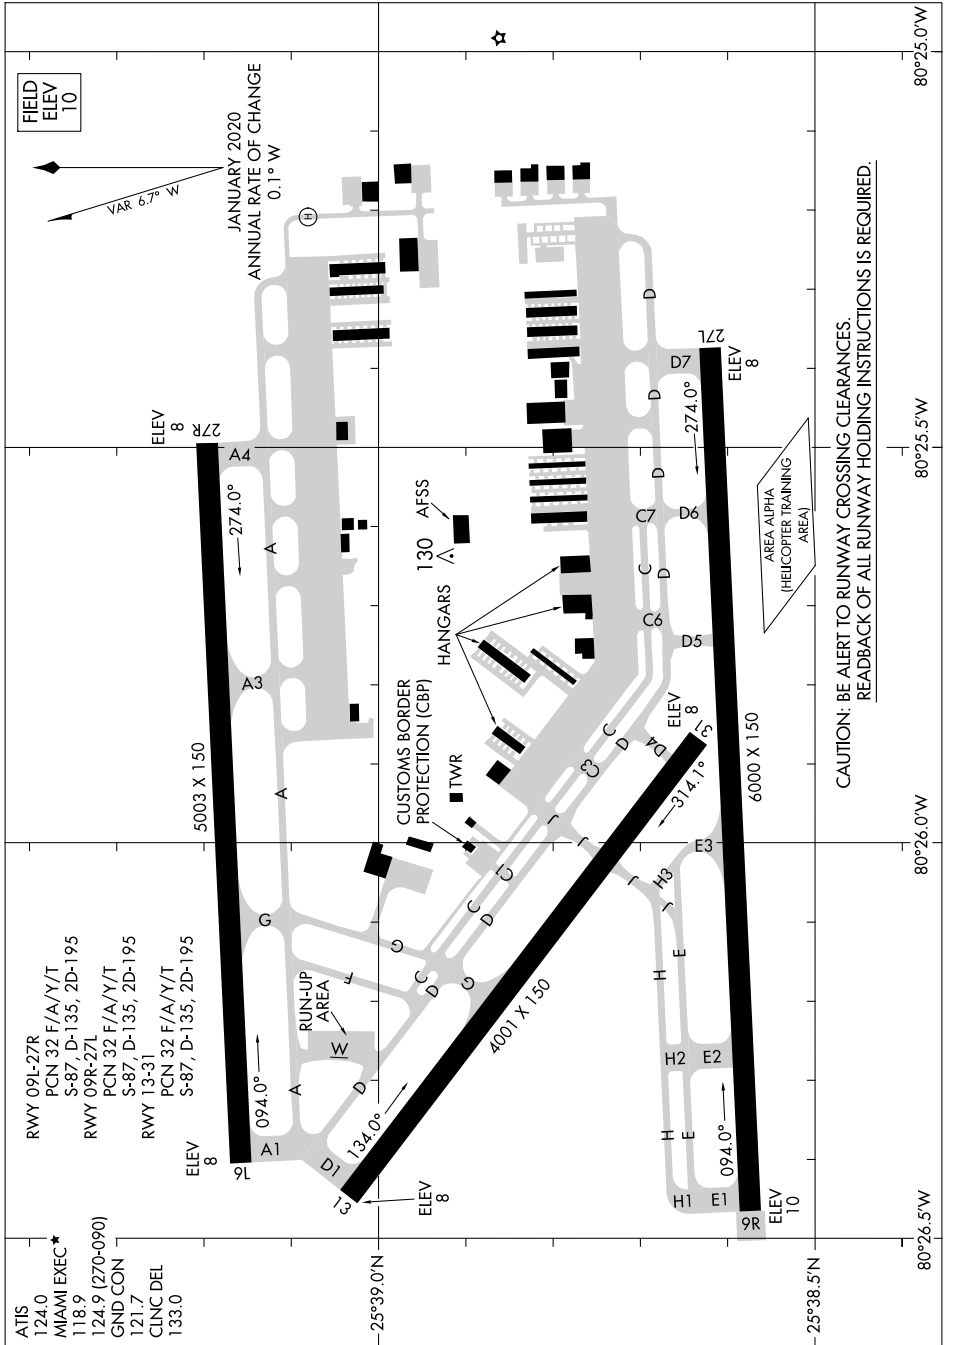 ATIS
124.0
MIAMI EXEC★
118.9
124.9 (270-090)
GND CON
121.7
CLNC DEL
133.0
RWY 09L-27R
PCN 32 F/A/Y/T
S-87, D-135, 2D-195
RWY 09R-27L
PCN 32 F/A/Y/T
S-87, D-135, 2D-195
RWY 13-31
PCN 32 F/A/Y/T
S-87, D-135, 2D-195
FIELD
ELEV
10
VAR 6.7° W
JANUARY 2020
ANNUAL RATE OF CHANGE
0.1° W
H
ELEV
8
9L
094.0°
5003 X 150
274.0°
27R
ELEV
8
A1
A
G
A
A3
A
A4
RUN-UP
AREA
W
F
G
D1
D
13
ELEV
8
134.0°
4001 X 150
314.1°
31
ELEV
8
C
D
G
C
D
C1
J
C3
C
D
D4
CUSTOMS BORDER
PROTECTION (CBP)
TWR
HANGARS
130
AFSS
C6
C
D
C7
D5
D6
D
D
D7
D
J
J
J
H3
E3
H
E
H2
E2
H
E
H1
E1
9R
ELEV
10
094.0°
6000 X 150
274.0°
27L
ELEV
8
AREA ALPHA
(HELICOPTER TRAINING
AREA)
CAUTION: BE ALERT TO RUNWAY CROSSING CLEARANCES.
READBACK OF ALL RUNWAY HOLDING INSTRUCTIONS IS REQUIRED.
25°39.0'N
25°38.5'N
80°26.5'W
80°26.0'W
80°25.5'W
80°25.0'W